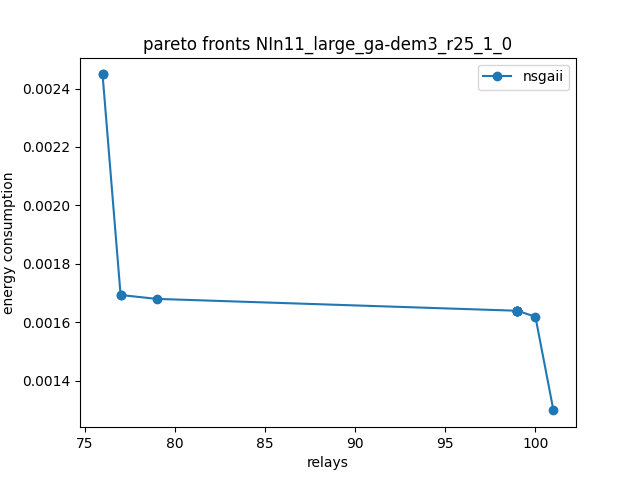 pareto fronts NIn11_large_ga-dem3_r25_1_0
nsgaii
energy consumption
0.0024
0.0022
0.0020
0.0018
0.0016
0.0014
75 80 85 90 95 100
relays